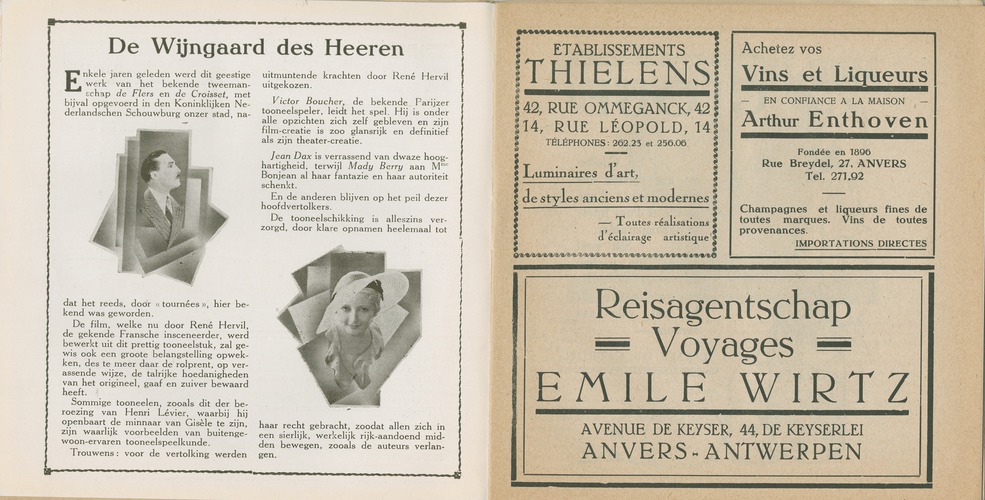 De Wijngaard des Heeren
Enkele jaren geleden werd dit geestige
werk van het bekende tweeman-
schap de Flers en de Croisset, met
bijval opgevoerd in den Koninklijken Ne-
derlandschen Schouwburg onzer stad, na-
dat het reeds, door « tournées », hier be-
kend was geworden.
De film, welke nu door René Hervil,
de gekende Fransche insceneerder, werd
bewerkt uit dit prettig tooneelstuk, zal ge-
wis ook een groote belangstelling opwek-
ken, des te meer daar de rolprent, op ver-
assende wijze, de talrijke hoedanigheden
van het origineel, gaaf en zuiver bewaard
heeft.
Sommige tooneelen, zooals dit der be-
roezing van Henri Lévier, waarbij hij
openbaart de minnaar van Gisèle te zijn,
zijn waarlijk voorbeelden van buitenge-
woon-ervaren tooneelspeelkunde.
Trouwens : voor de vertolking werden
uitmuntende krachten door René Hervil
uitgekozen.
Victor Boucher, de bekende Parijzer
tooneelspeler, leidt het spel. Hij is onder
alle opzichten zich zelf gebleven en zijn
film-creatie is zoo glansrijk en definitief
als zijn theater-creatie.
Jean Dax is verrassend van dwaze hoog-
hartigheid, terwijl Mady Berry aan Mme
Bonjean al haar fantazie en haar autoriteit
schenkt.
En de anderen blijven op het peil dezer
hoofdvertolkers.
De tooneelschikking is alleszins ver-
zorgd, door klare opnamen heelemaal tot
haar recht gebracht, zoodat allen zich in
een sierlijk, werkelijk rijk-aandoend mid-
den bewegen, zooals de auteurs verlan-
gen.
ETABLISSEMENTS
THIELENS
42, RUE OMMEGANCK, 42
14, RUE LÉOPOLD, 14
TÉLÉPHONES: 262.23 et 256.06
Luminaires d'art,
de styles anciens et modernes
— Toutes réalisations
d'éclairage artistique
Achetez vos
Vins et Liqueurs
— EN CONFIANCE A LA MAISON —
Arthur Enthoven
Fondée en 1896
Rue Breydel, 27, ANVERS
Tel. 271,92
Champagnes et liqueurs fines de
toutes marques. Vins de toutes
provenances.
IMPORTATIONS DIRECTES
Reisagentschap
Voyages
EMILE WIRTZ
AVENUE DE KEYSER, 44, DE KEYSERLEI
ANVERS - ANTWERPEN